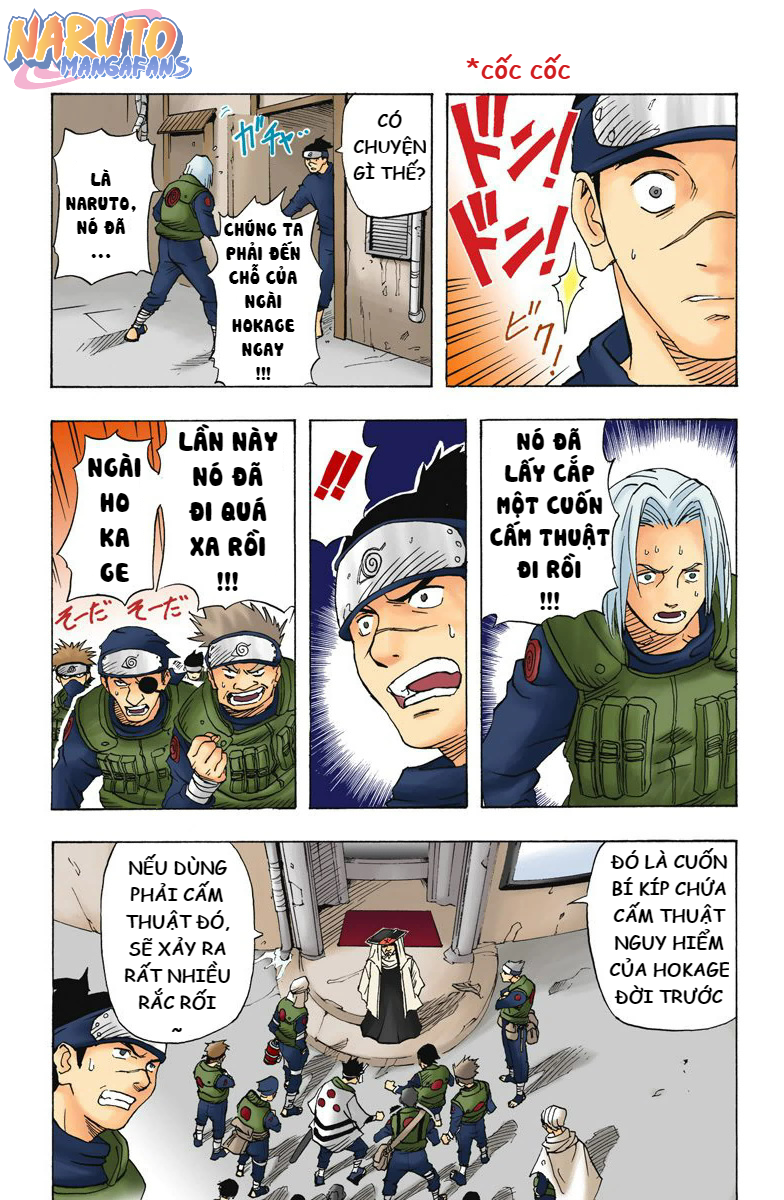 NARUTO
MANGAFANS
*cốc cốc
ドン!
ドン!
ビク!
CÓ
CHUYỆN
GÌ THẾ?
ガチャ..
CHÚNG TA
PHẢI ĐẾN
CHỖ CỦA
NGÀI
HOKAGE
NGAY
!!!
LÀ
NARUTO,
NÓ ĐÃ
...
NÓ ĐÃ
LẤY CẮP
MỘT CUỐN
CẤM THUẬT
ĐI RỒI
!!!
!!
LẦN NÀY
NÓ ĐÃ
ĐI QUÁ
XA RỒI
!!!
NGÀI
HO
KA
GE
そーだ
そーだ
ĐÓ LÀ CUỐN
BÍ KÍP CHỨA
CẤM THUẬT
NGUY HIỂM
CỦA HOKAGE
ĐỜI TRƯỚC
NẾU DÙNG
PHẢI CẤM
THUẬT ĐÓ,
SẼ XẢY RA
RẤT NHIỀU
RẮC RỐI
~